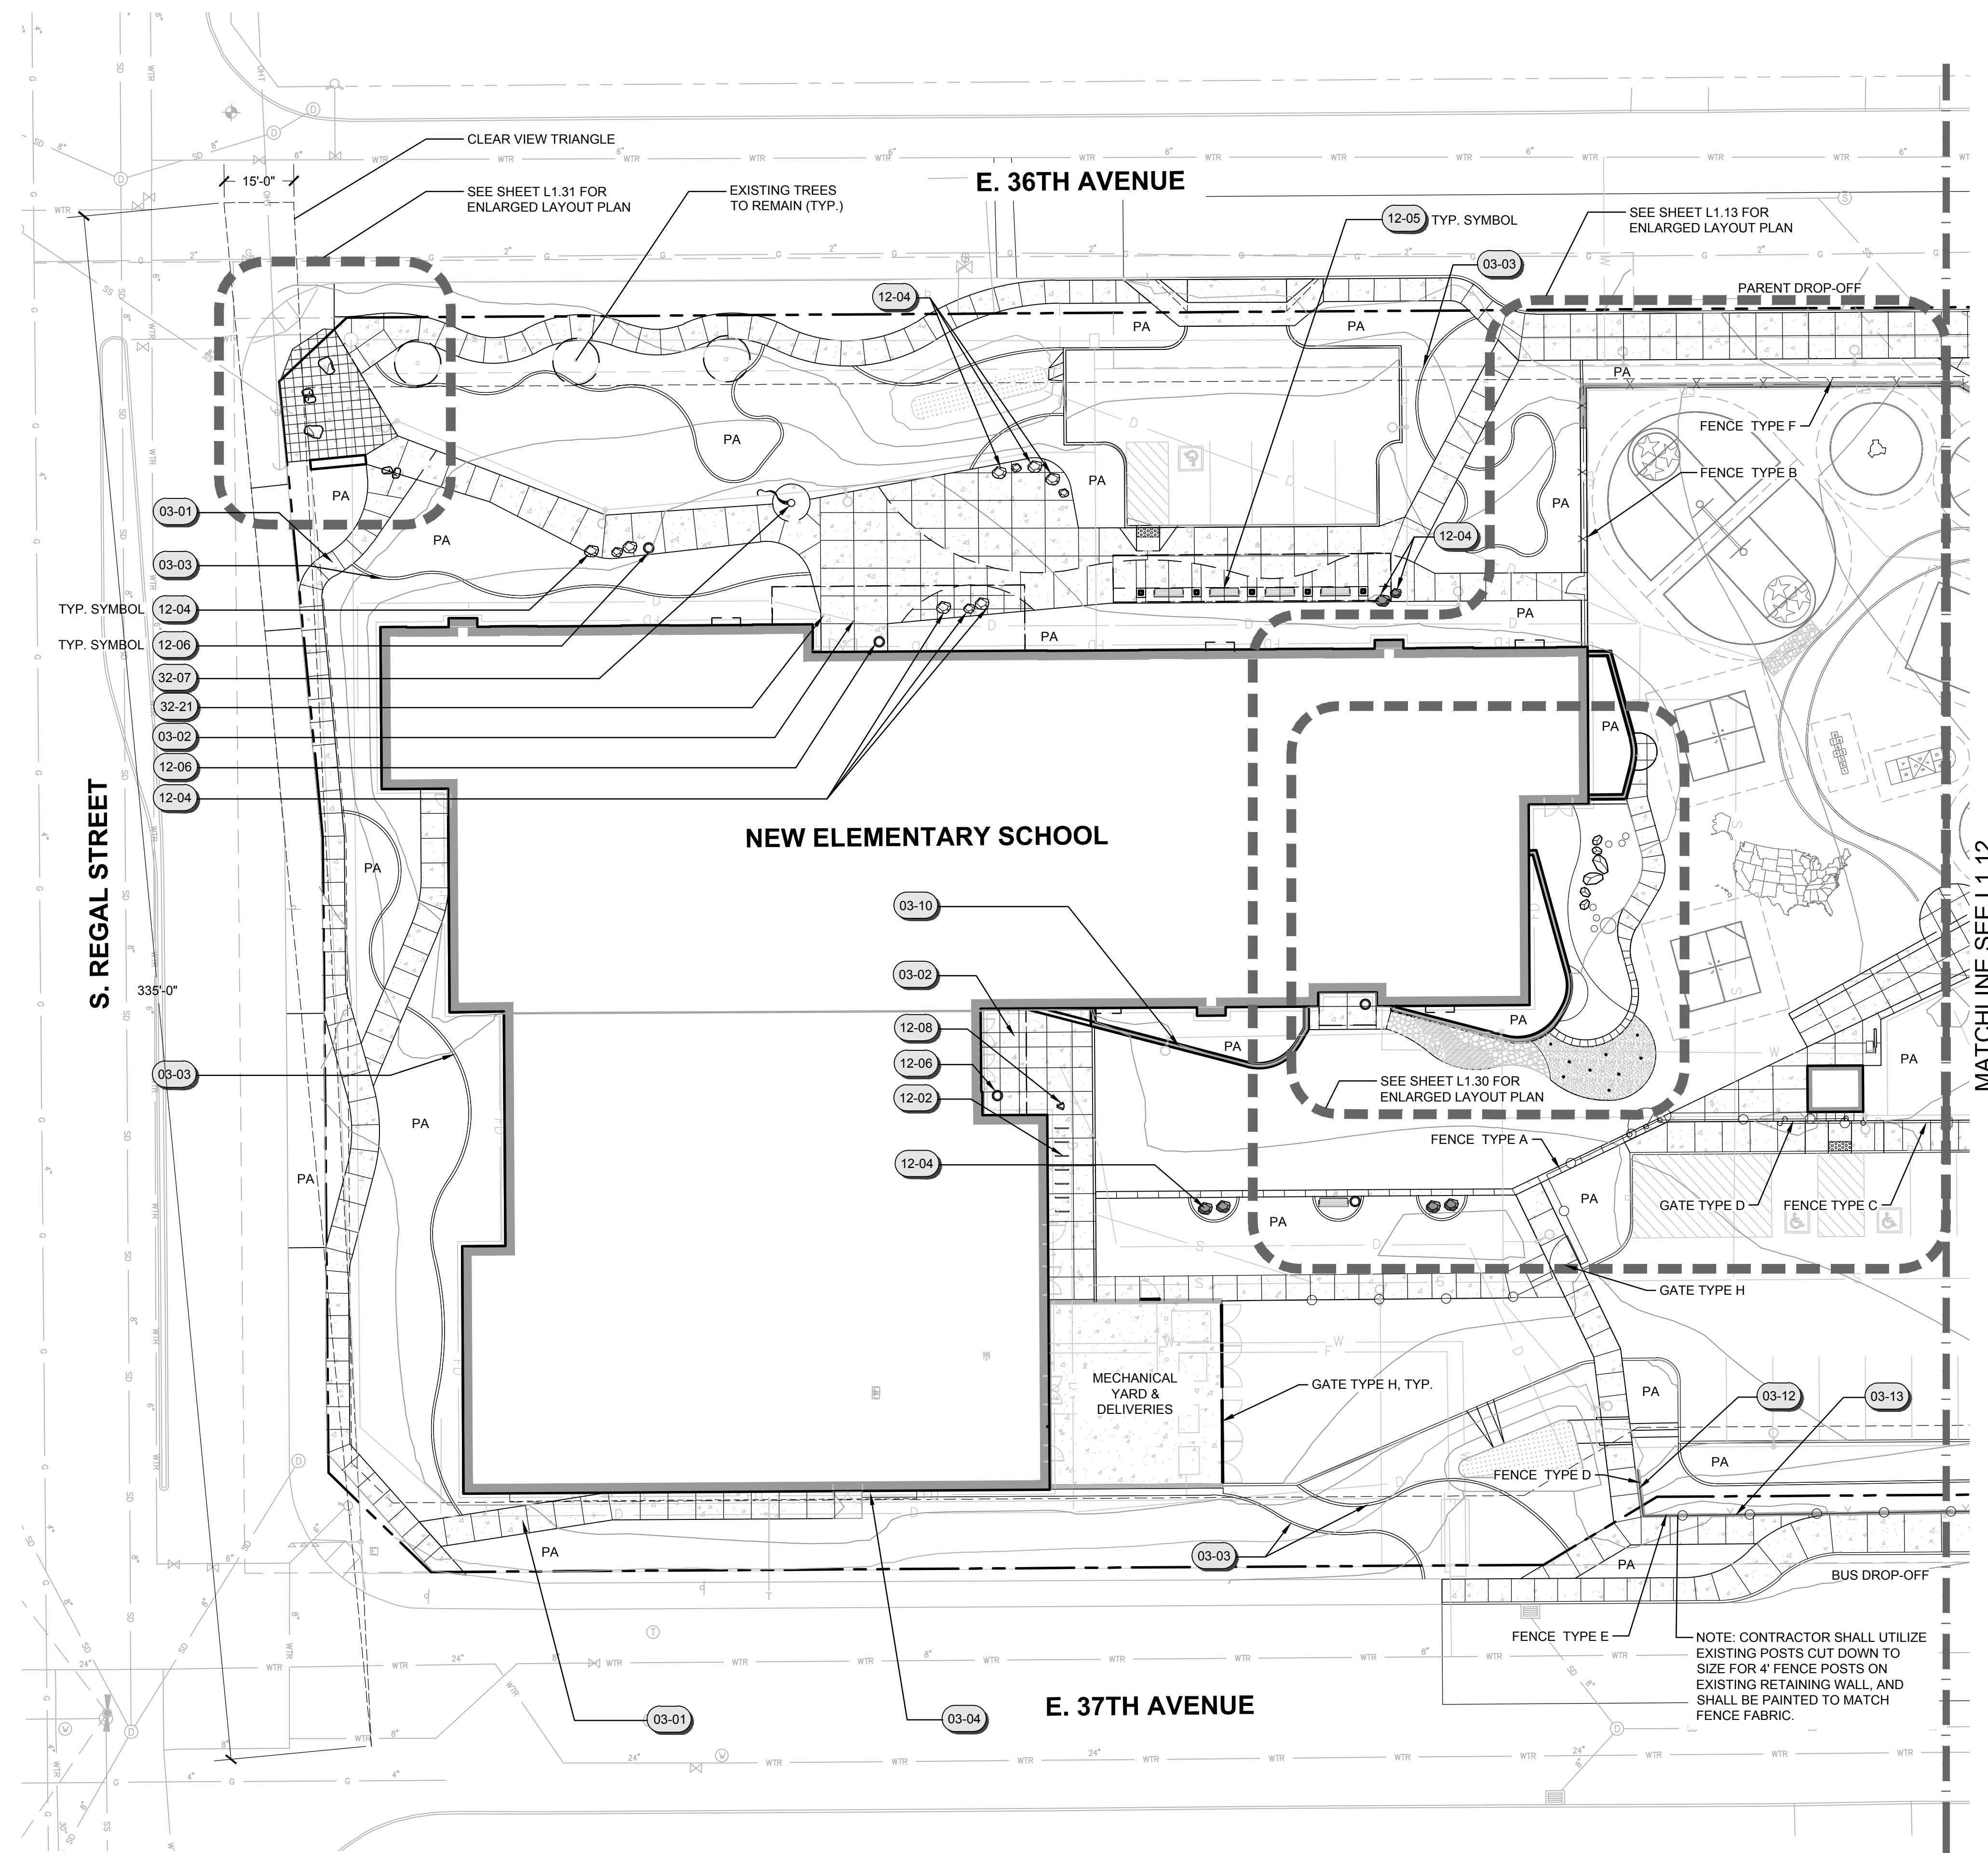 CLEAR VIEW TRIANGLE
15'-0"
SEE SHEET L1.31 FOR
ENLARGED LAYOUT PLAN
EXISTING TREES
TO REMAIN (TYP.)
E. 36TH AVENUE
12-05 TYP. SYMBOL
SEE SHEET L1.13 FOR
ENLARGED LAYOUT PLAN
03-03
PARENT DROP-OFF
12-04
PA
PA
PA
FENCE TYPE F
PA
FENCE TYPE B
PA
PA
PA
03-01
PA
12-04
03-03
TYP. SYMBOL 12-04
PA
PA
TYP. SYMBOL 12-06
32-07
32-21
PA
03-02
12-06
12-04
NEW ELEMENTARY SCHOOL
S. REGAL STREET
PA
MATCHLINE SEE L1.12
03-10
03-02
335'-0"
12-08
PA
PA
PA
12-06
03-03
SEE SHEET L1.30 FOR
ENLARGED LAYOUT PLAN
12-02
PA
FENCE TYPE A
12-04
PA
PA
GATE TYPE D
FENCE TYPE C
PA
GATE TYPE H
MECHANICAL
YARD &
DELIVERIES
GATE TYPE H, TYP.
PA
03-12
03-13
PA
FENCE TYPE D
PA
03-03
PA
BUS DROP-OFF
FENCE TYPE E
NOTE: CONTRACTOR SHALL UTILIZE
EXISTING POSTS CUT DOWN TO
SIZE FOR 4' FENCE POSTS ON
EXISTING RETAINING WALL, AND
SHALL BE PAINTED TO MATCH
FENCE FABRIC.
03-01
03-04
E. 37TH AVENUE